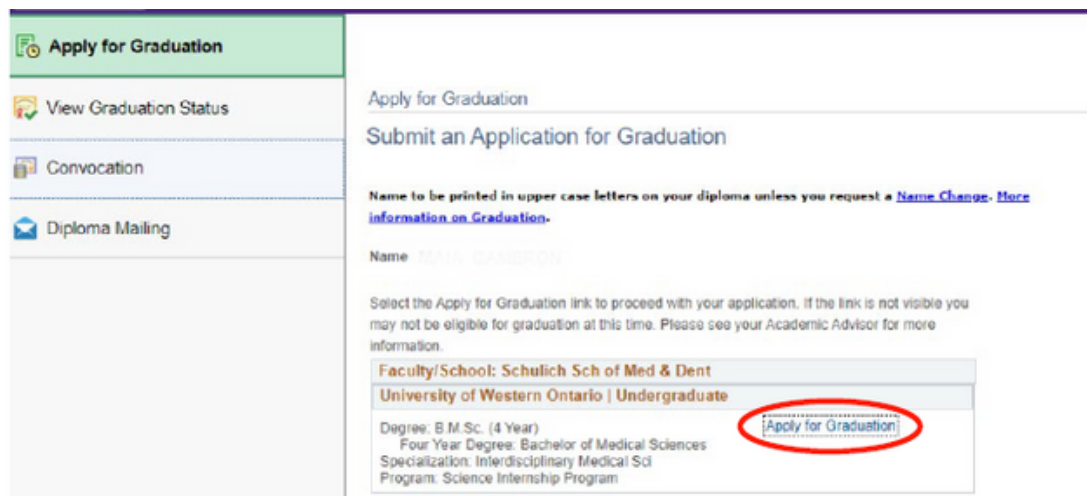 Apply for Graduation
View Graduation Status
Convocation
Diploma Mailing
Apply for Graduation
Submit an Application for Graduation
Name to be printed in upper case letters on your diploma unless you request a Name Change. More
information on Graduation.
Name
Select the Apply for Graduation link to proceed with your application. If the link is not visible you
may not be eligible for graduation at this time. Please see your Academic Advisor for more
information.
Faculty/School: Schulich Sch of Med & Dent
University of Western Ontario | Undergraduate
Degree: B.M.Sc. (4 Year)
Apply for Graduation
Four Year Degree: Bachelor of Medical Sciences
Specialization: Interdisciplinary Medical Sci
Program: Science Internship Program